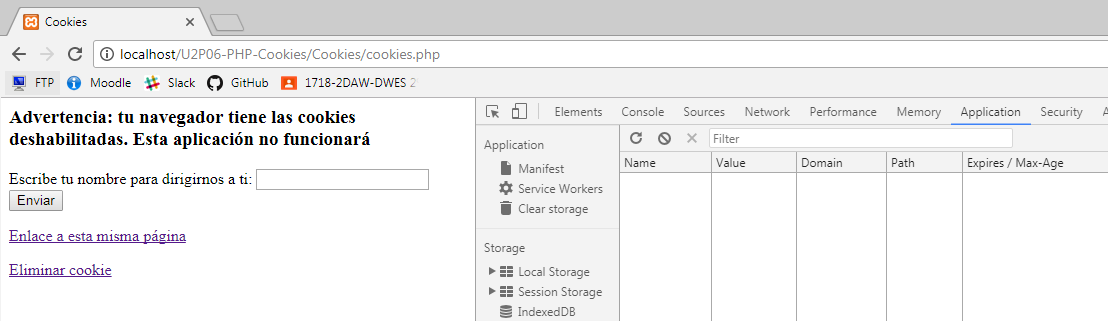 Cookies
localhost/U2P06-PHP-Cookies/Cookies/cookies.php
FTP Moodle Slack GitHub 1718-2DAW-DWES
Advertencia: tu navegador tiene las cookies
deshabilitadas. Esta aplicación no funcionará
Escribe tu nombre para dirigirnos a ti:
Enviar
Enlace a esta misma página
Eliminar cookie
Elements Console Sources Network Performance Memory Application Security
Application
Manifest
Service Workers
Clear storage
Storage
Local Storage
Session Storage
IndexedDB
Filter
Name Value Domain Path Expires / Max-Age